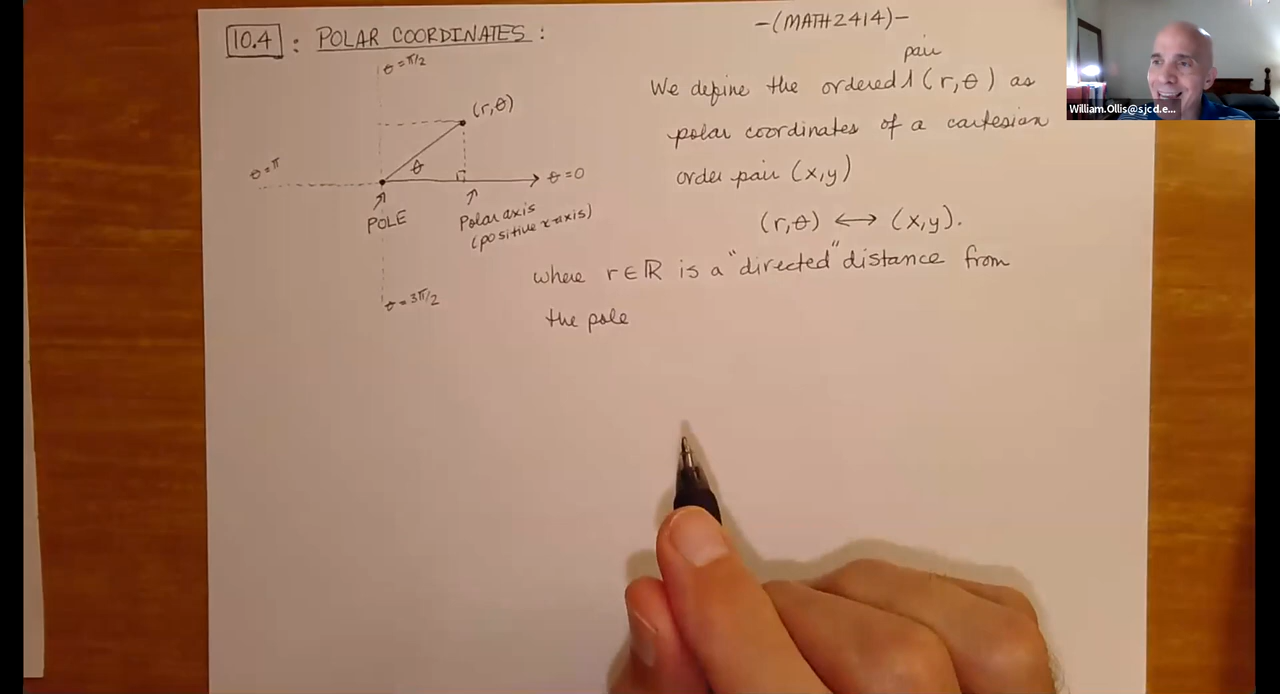 10.4 : POLAR COORDINATES :
-(MATH2414)-
θ=π/2
(r,θ)
θ
θ=π
θ=0
POLE
Polar axis
(positive x-axis)
θ=3π/2
pair
We define the ordered ∧ (r,θ) as
polar coordinates of a cartesian
order pair (x,y)
(r,θ) ⟷ (x,y).
where r∈ℝ is a "directed" distance from
the pole
William.Ollis@sjcd.e...